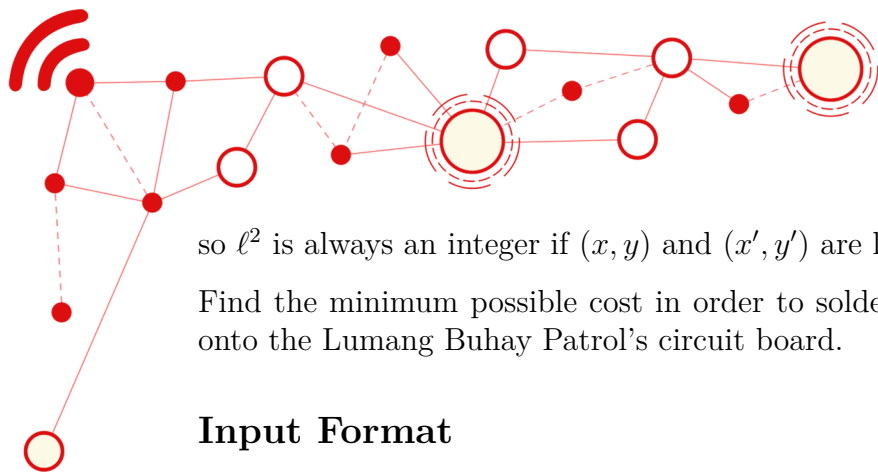 so ℓ² is always an integer if (x, y) and (x′, y′) are
Find the minimum possible cost in order to
onto the Lumang Buhay Patrol's circuit board.
Input Format